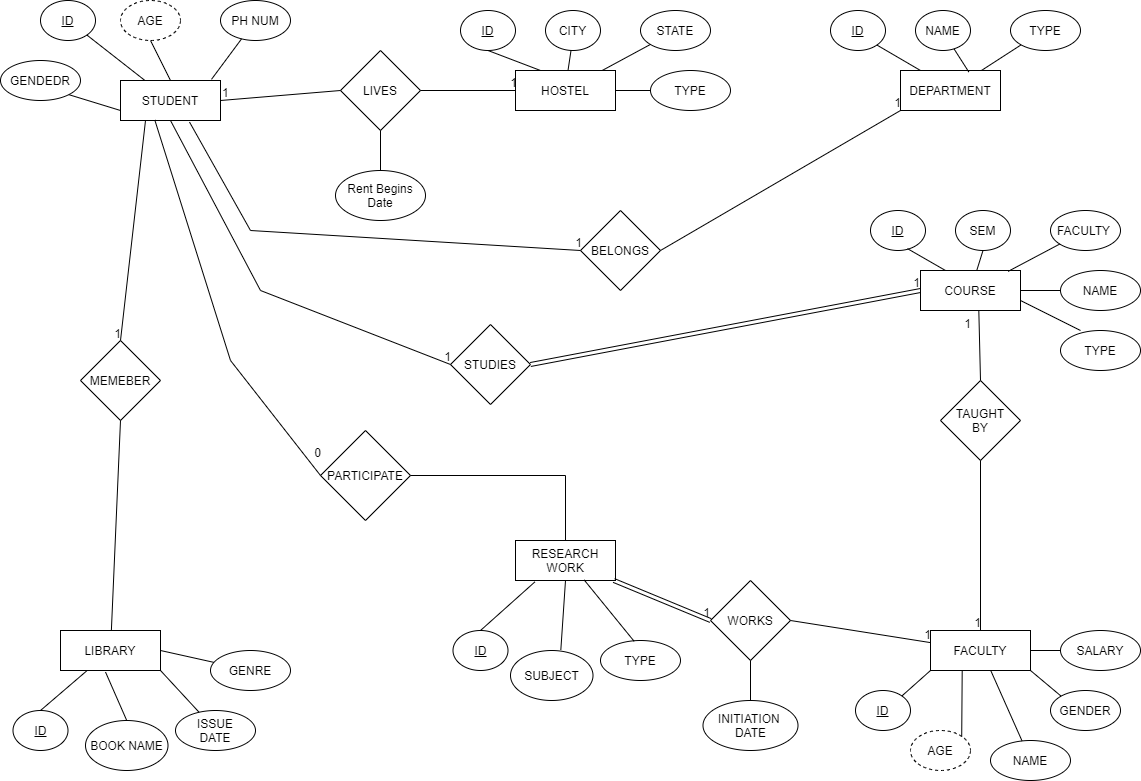 ID
AGE
PH NUM
GENDEDR
STUDENT
1
LIVES
Rent Begins
Date
1
HOSTEL
ID
CITY
STATE
TYPE
ID
NAME
TYPE
DEPARTMENT
1
1
BELONGS
ID
SEM
FACULTY
COURSE
NAME
TYPE
1
1
STUDIES
1
TAUGHT
BY
1
1
MEMEBER
0
PARTICIPATE
RESEARCH
WORK
ID
SUBJECT
TYPE
1
WORKS
INITIATION
DATE
1
FACULTY
SALARY
ID
GENDER
AGE
NAME
LIBRARY
GENRE
ID
BOOK NAME
ISSUE
DATE